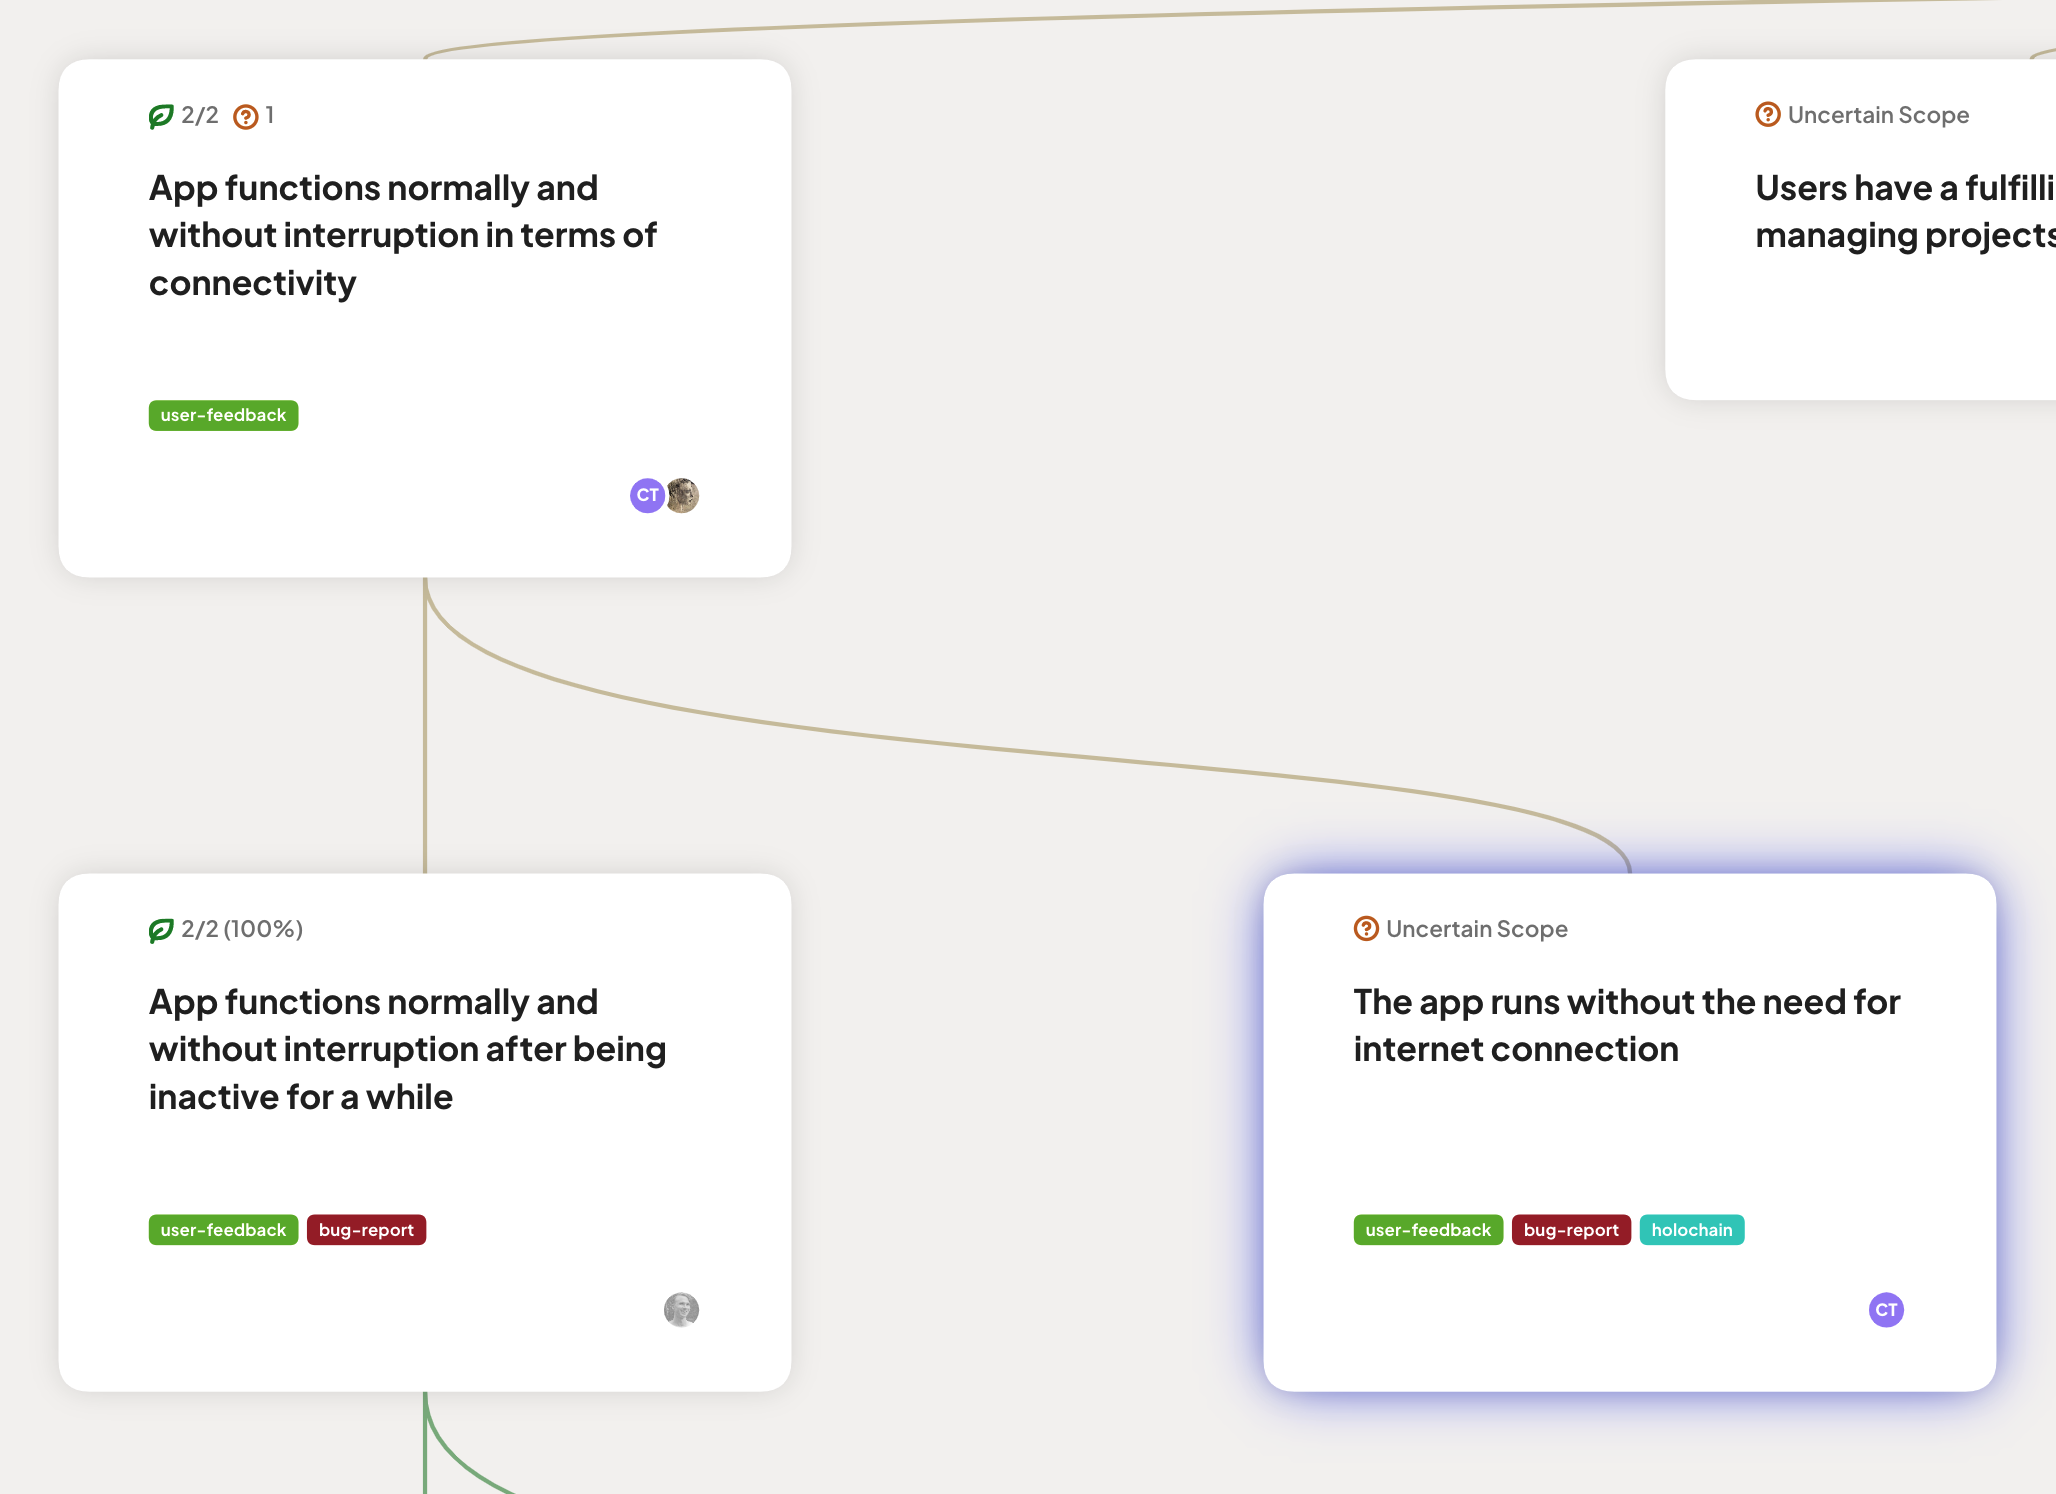 2/2 1
App functions normally and
without interruption in terms of
connectivity
user-feedback
CT
Uncertain Scope
Users have a fulfilli
managing projects
2/2 (100%)
App functions normally and
without interruption after being
inactive for a while
user-feedback bug-report
Uncertain Scope
The app runs without the need for
internet connection
user-feedback bug-report holochain
CT